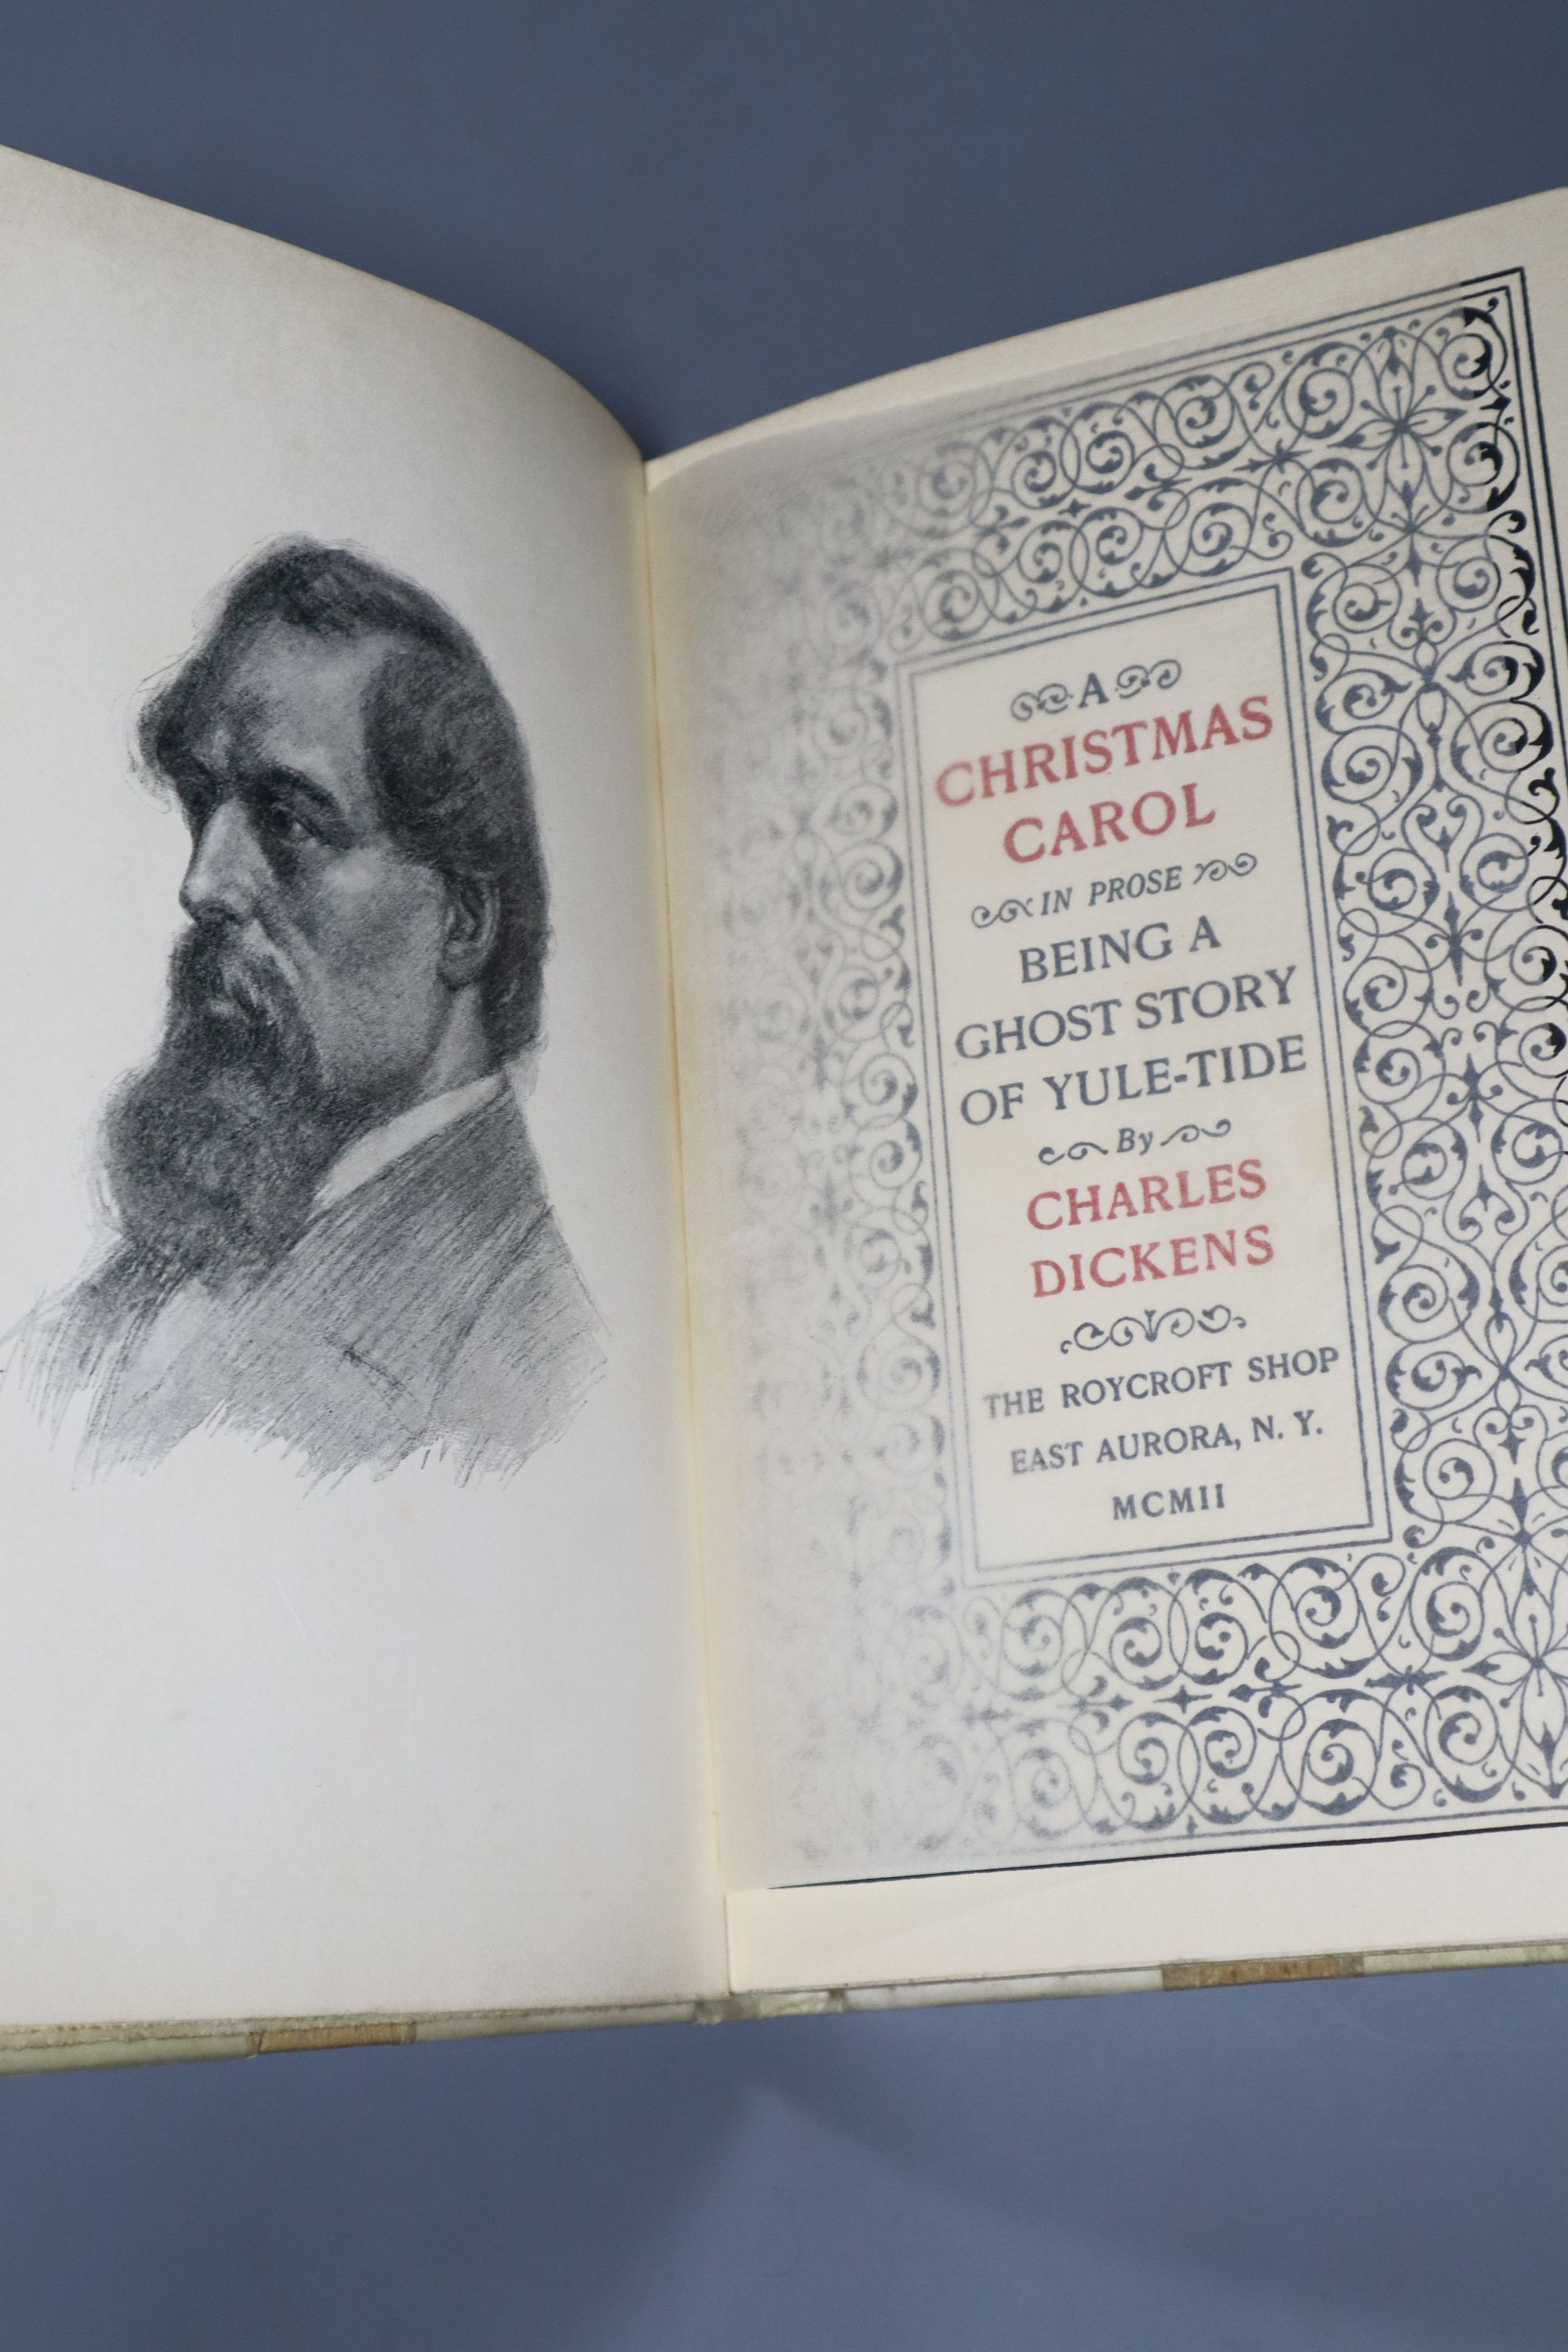 A
CHRISTMAS
CAROL
IN PROSE
BEING A
GHOST STORY
OF YULE-TIDE
By
CHARLES
DICKENS
THE ROYCROFT SHOP
EAST AURORA, N. Y.
MCMII